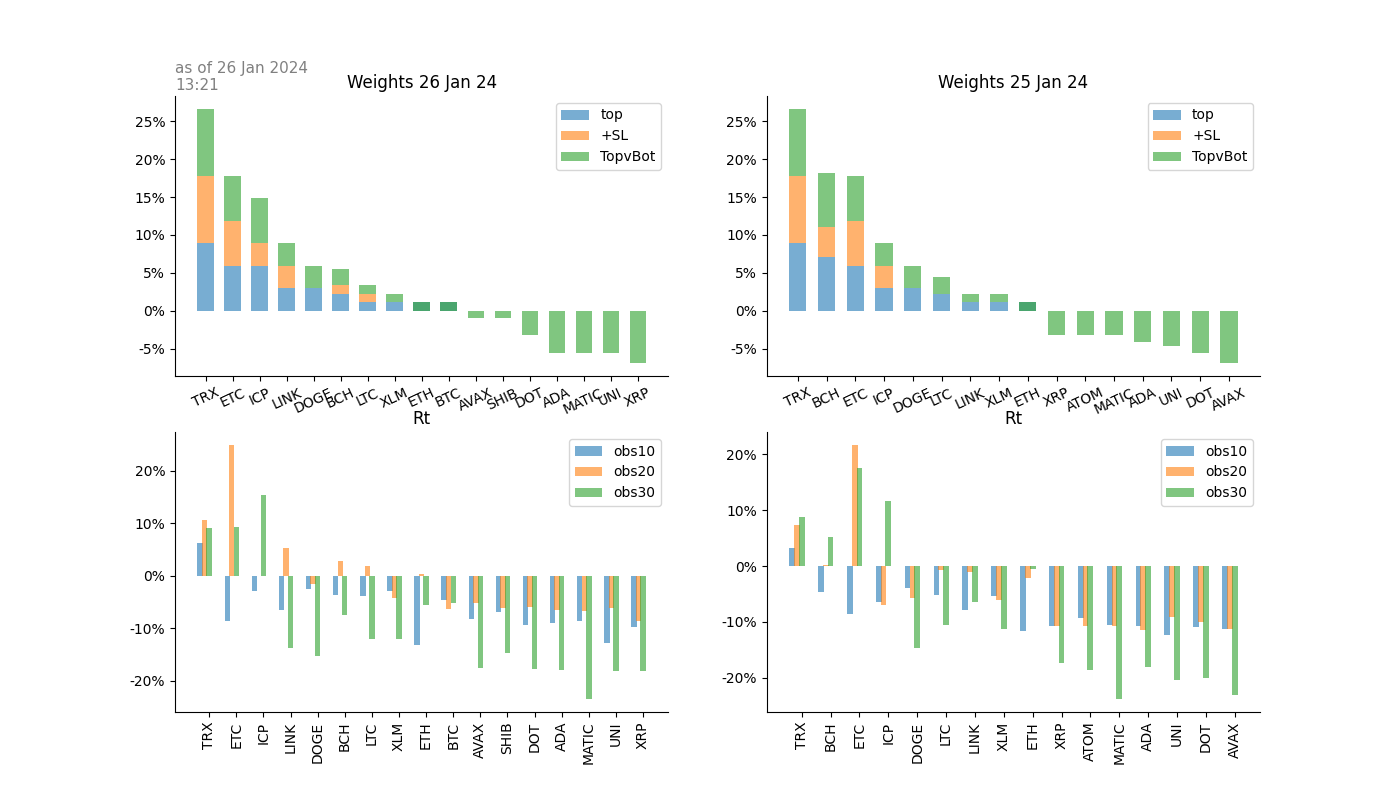 as of 26 Jan 2024
13:21
Weights 26 Jan 24
25%
20%
15%
10%
5%
0%
-5%
top
+SL
TopvBot
TRX ETC ICP LINK DOGE BCH LTC XLM ETH BTC AVAX SHIB DOT ADA MATIC UNI XRP
Weights 25 Jan 24
25%
20%
15%
10%
5%
0%
-5%
top
+SL
TopvBot
TRX BCH ETC ICP DOGE LTC LINK XLM ETH XRP ATOM MATIC ADA UNI DOT AVAX
Rt
20%
10%
0%
-10%
-20%
obs10
obs20
obs30
TRX ETC ICP LINK DOGE BCH LTC XLM ETH BTC AVAX SHIB DOT ADA MATIC UNI XRP
Rt
20%
10%
0%
-10%
-20%
obs10
obs20
obs30
TRX BCH ETC ICP DOGE LTC LINK XLM ETH XRP ATOM MATIC ADA UNI DOT AVAX